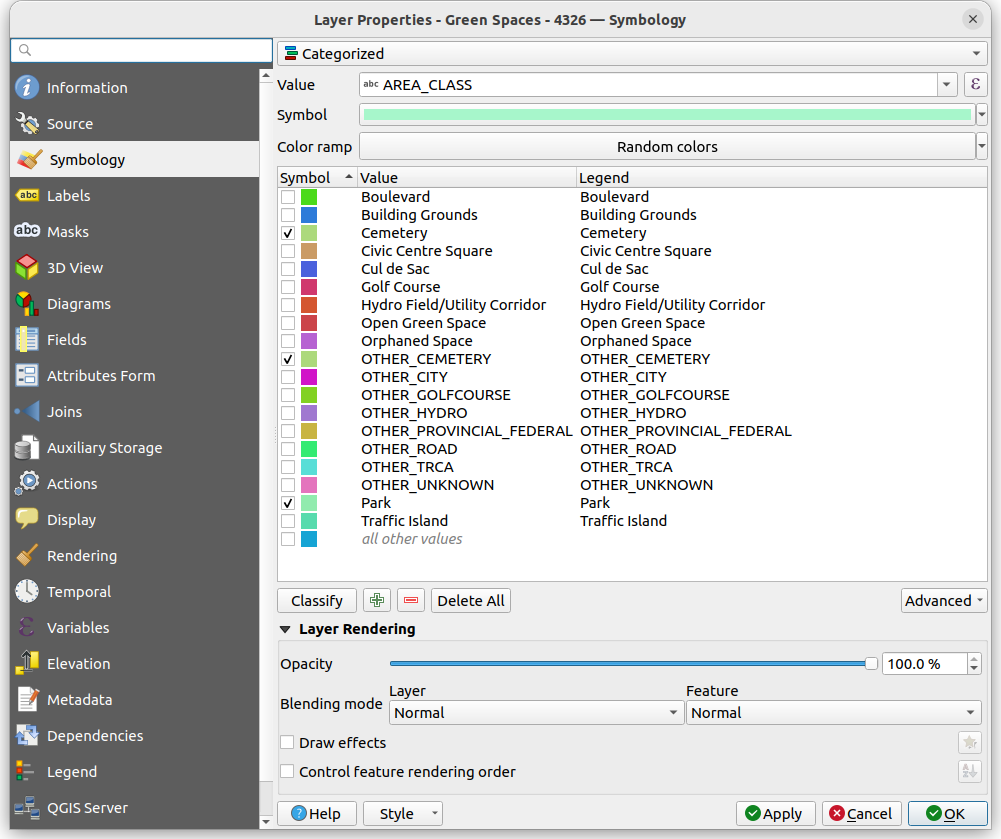 Layer Properties - Green Spaces - 4326 — Symbology
Information
Source
Symbology
abc Labels
abc Masks
3D View
Diagrams
Fields
Attributes Form
Joins
Auxiliary Storage
Actions
Display
Rendering
Temporal
ε Variables
Elevation
Metadata
Dependencies
Legend
QGIS Server
Categorized
Value abc AREA_CLASS ε
Symbol
Color ramp Random colors
Symbol Value Legend
Boulevard Boulevard
Building Grounds Building Grounds
Cemetery Cemetery
Civic Centre Square Civic Centre Square
Cul de Sac Cul de Sac
Golf Course Golf Course
Hydro Field/Utility Corridor Hydro Field/Utility Corridor
Open Green Space Open Green Space
Orphaned Space Orphaned Space
OTHER_CEMETERY OTHER_CEMETERY
OTHER_CITY OTHER_CITY
OTHER_GOLFCOURSE OTHER_GOLFCOURSE
OTHER_HYDRO OTHER_HYDRO
OTHER_PROVINCIAL_FEDERAL OTHER_PROVINCIAL_FEDERAL
OTHER_ROAD OTHER_ROAD
OTHER_TRCA OTHER_TRCA
OTHER_UNKNOWN OTHER_UNKNOWN
Park Park
Traffic Island Traffic Island
all other values
Classify Delete All Advanced
Layer Rendering
Opacity 100.0 %
Layer Feature
Blending mode Normal Normal
Draw effects
Control feature rendering order
Help Style Apply Cancel OK